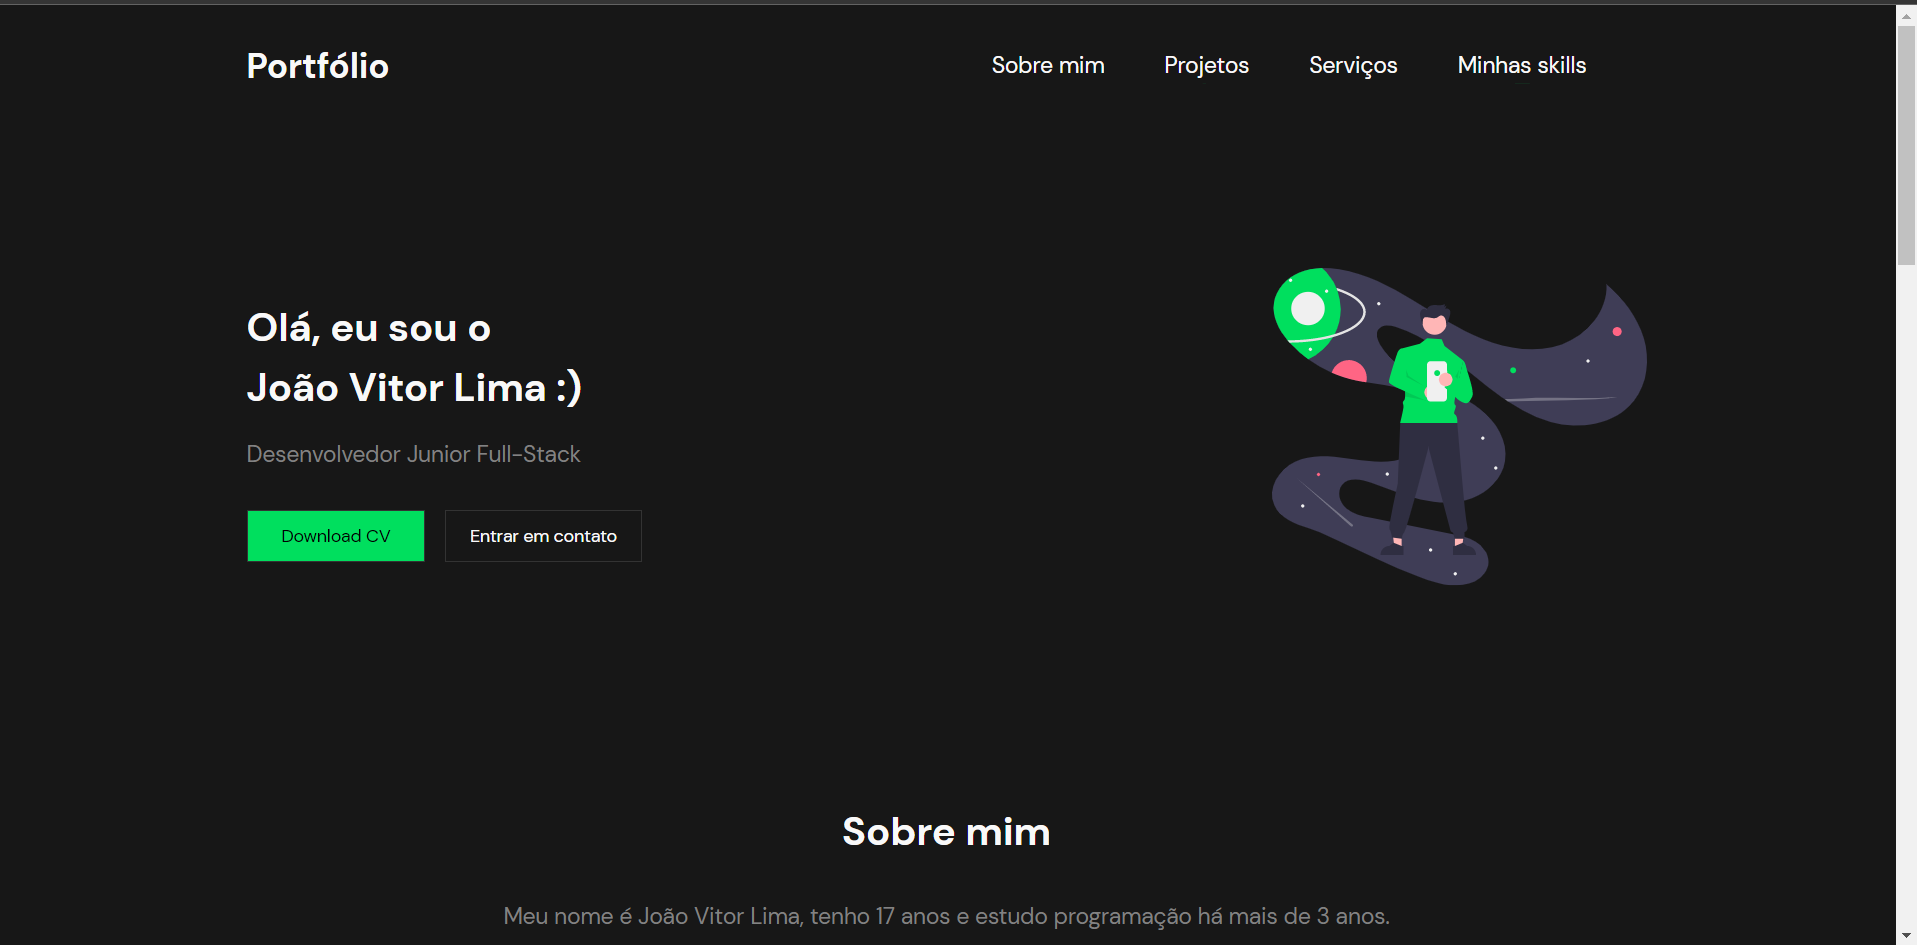 Portfólio
Sobre mim Projetos Serviços Minhas skills
Olá, eu sou o
João Vitor Lima :)
Desenvolvedor Junior Full-Stack
Download CV Entrar em contato
Sobre mim
Meu nome é João Vitor Lima, tenho 17 anos e estudo programação há mais de 3 anos.